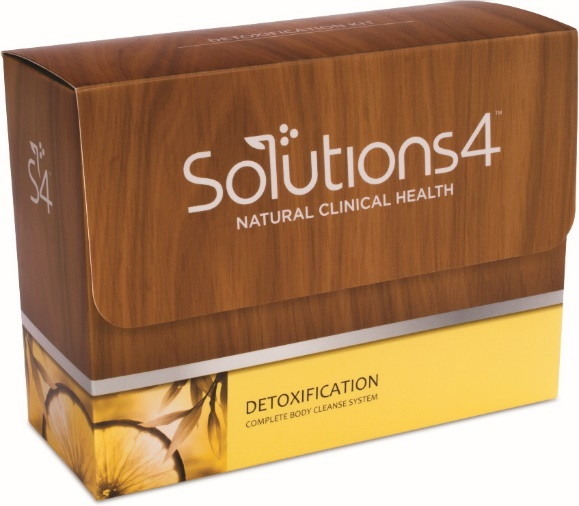 DETOXIFICATION KIT
Solutions4™
NATURAL CLINICAL HEALTH
S4
DETOXIFICATION
COMPLETE BODY CLEANSE SYSTEM